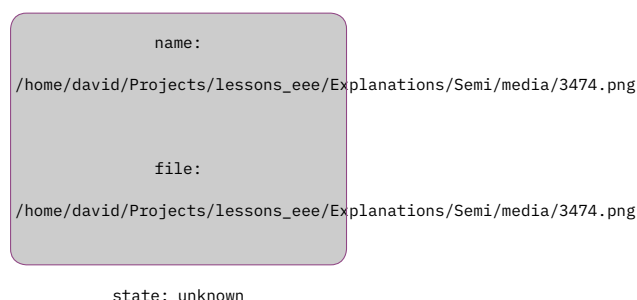 name:
/home/david/Projects/lessons_eee/Explanations/Semi/media/3474.png
file:
/home/david/Projects/lessons_eee/Explanations/Semi/media/3474.png
state: unknown